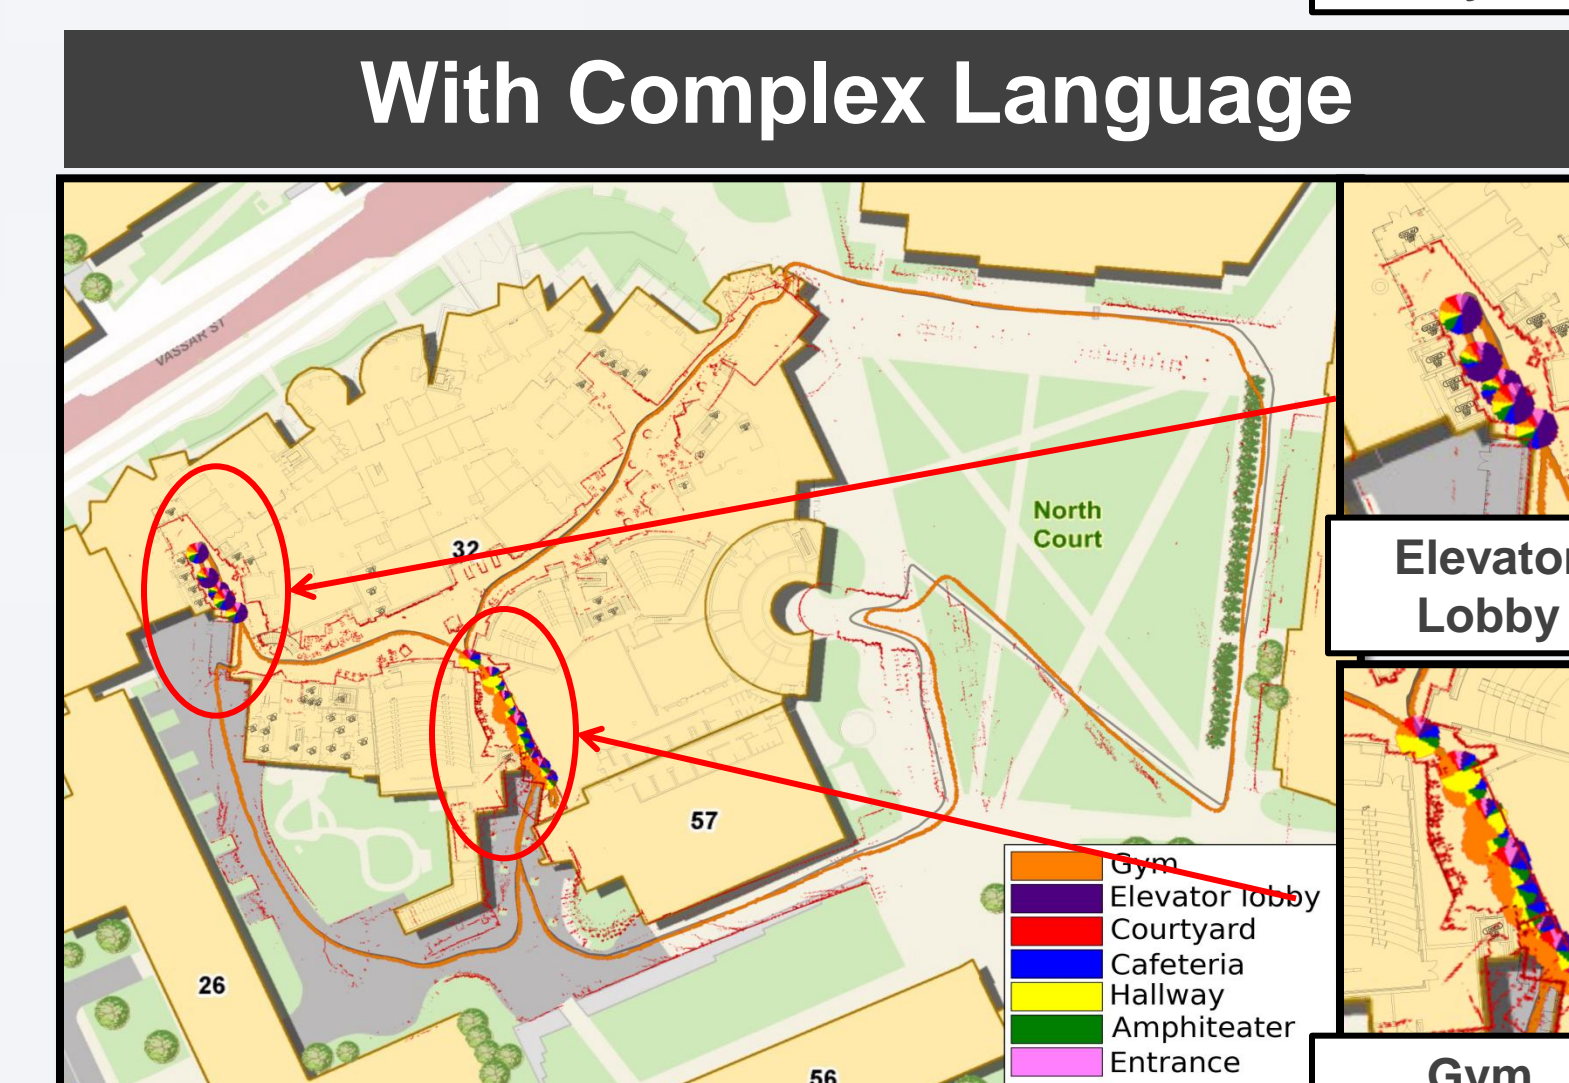 With Complex Language
VASSAR ST
32
North
Court
57
26
56
Gym
Elevator lobby
Courtyard
Cafeteria
Hallway
Amphiteater
Entrance
Elevator
Lobby
Gym